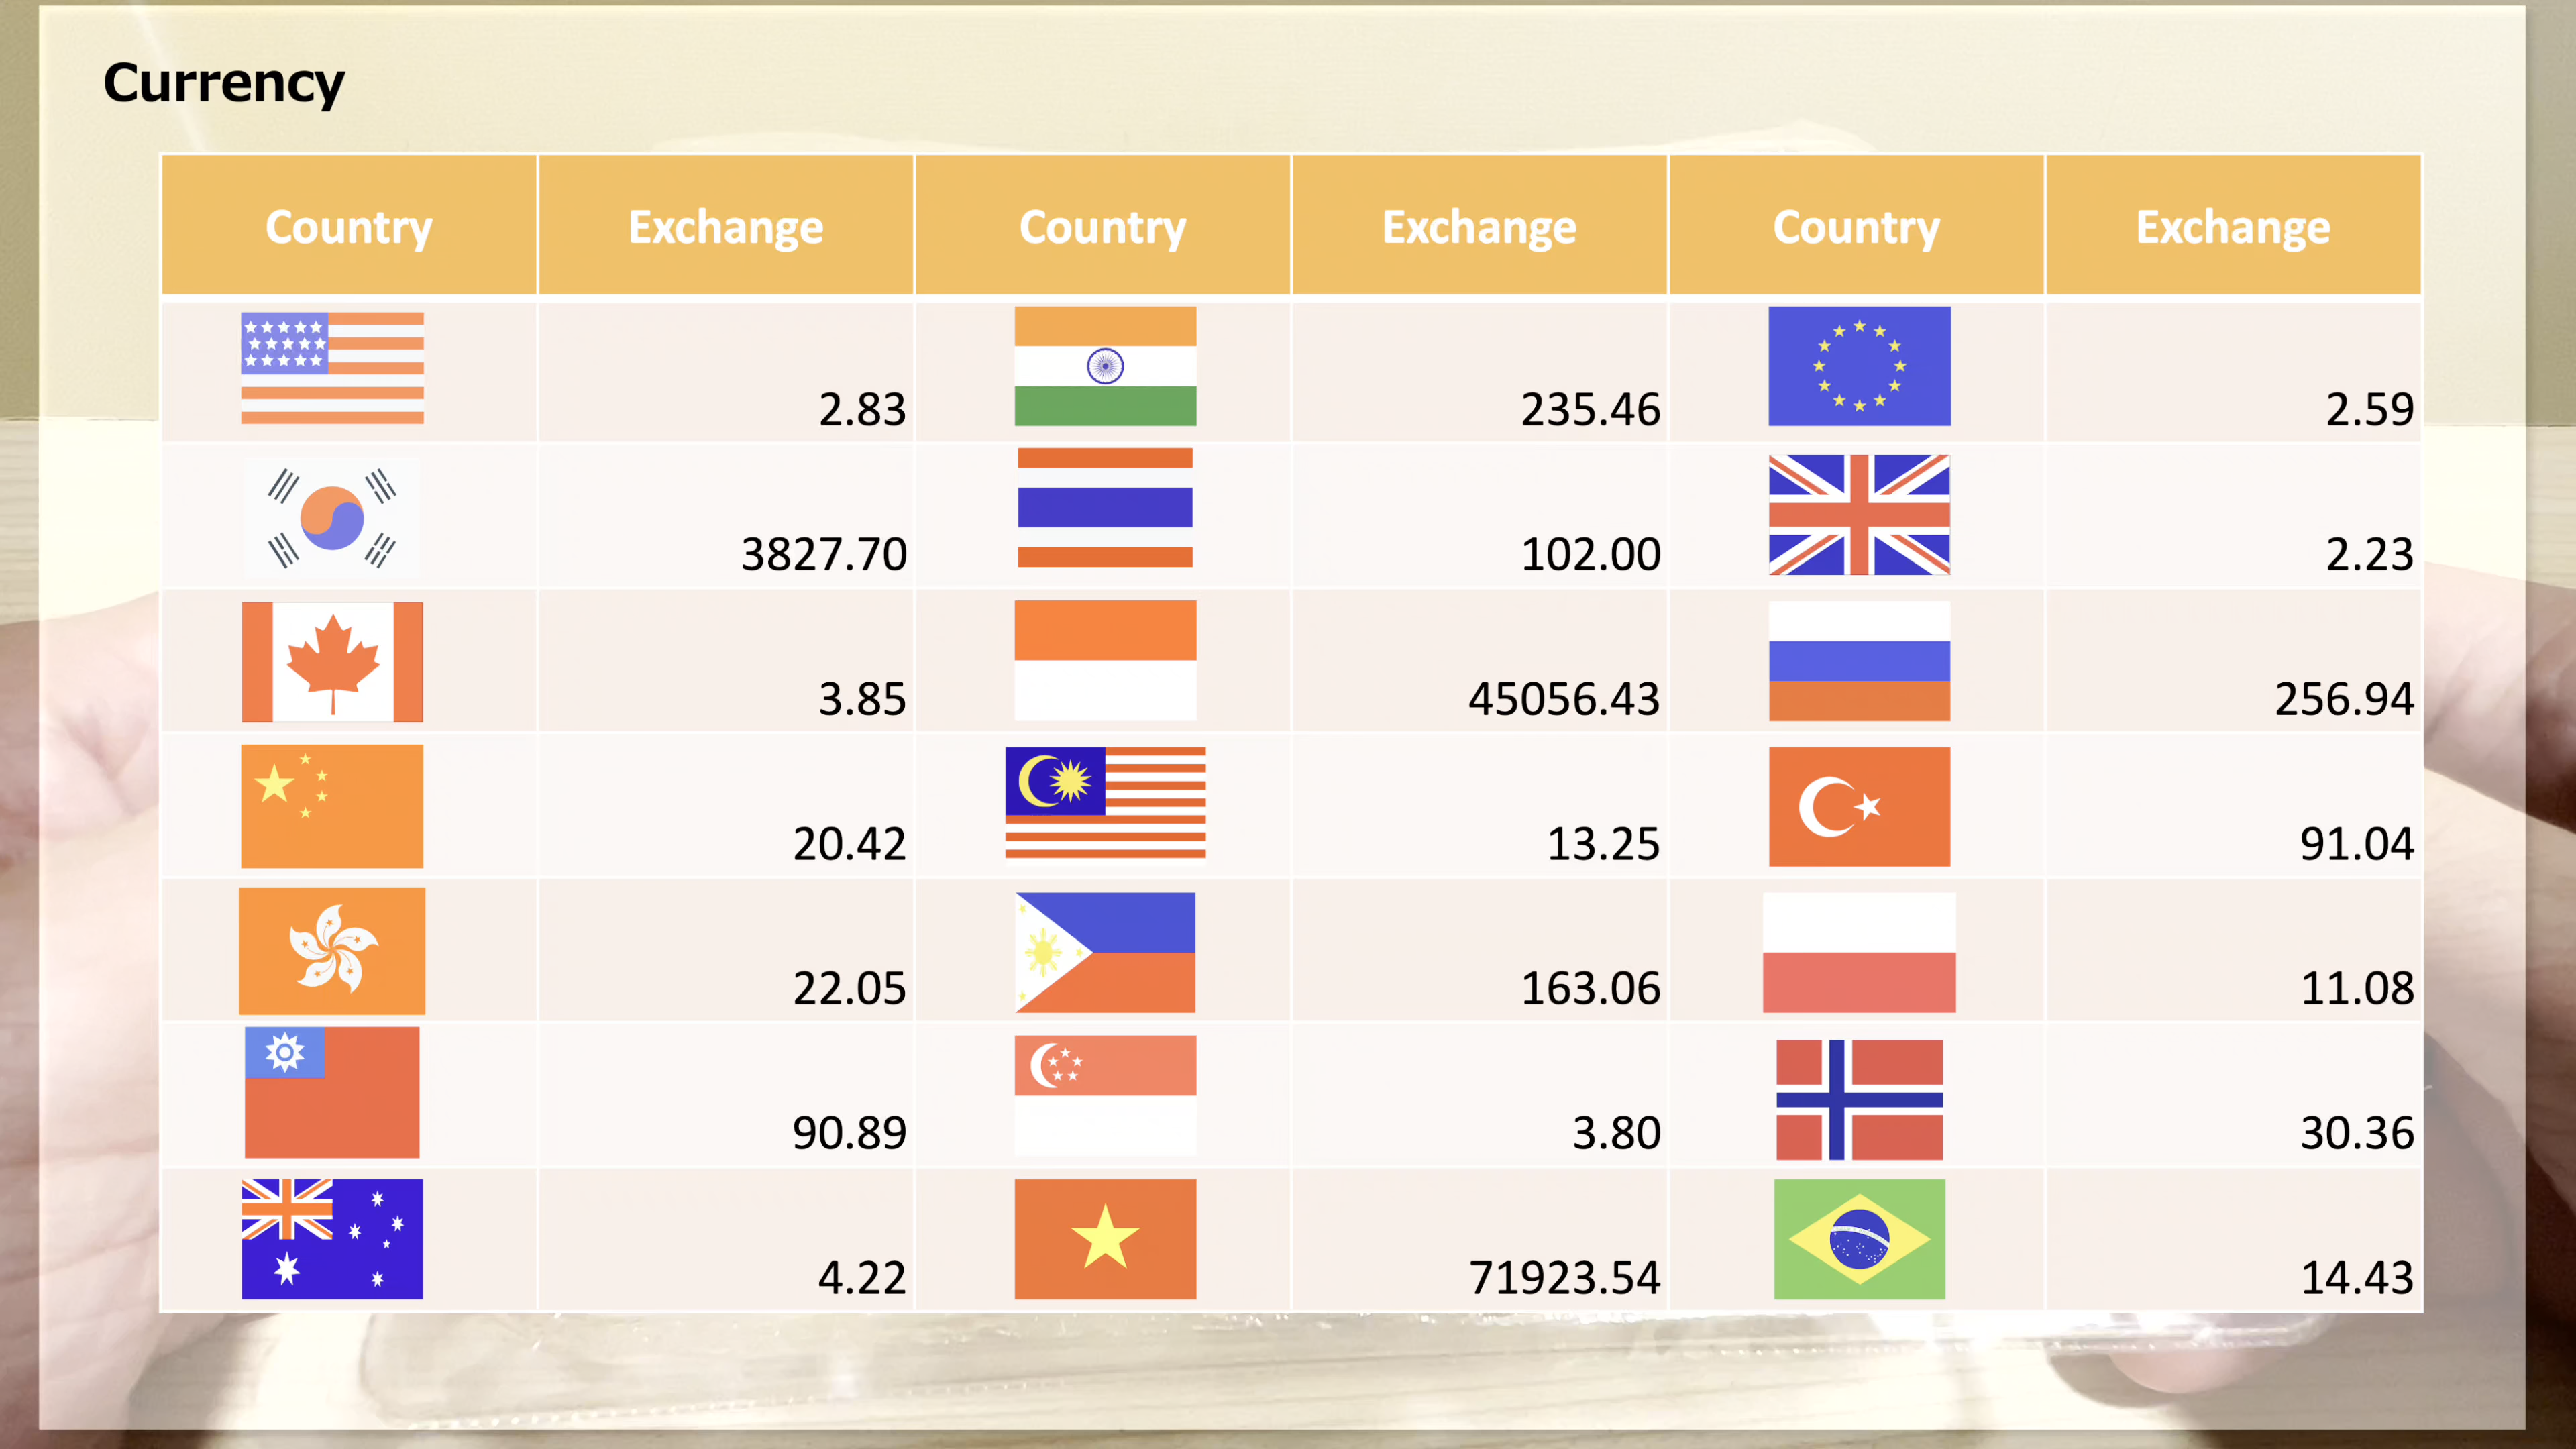 Currency
Country Exchange Country Exchange Country Exchange
2.83 235.46 2.59
3827.70 102.00 2.23
3.85 45056.43 256.94
20.42 13.25 91.04
22.05 163.06 11.08
90.89 3.80 30.36
4.22 71923.54 14.43